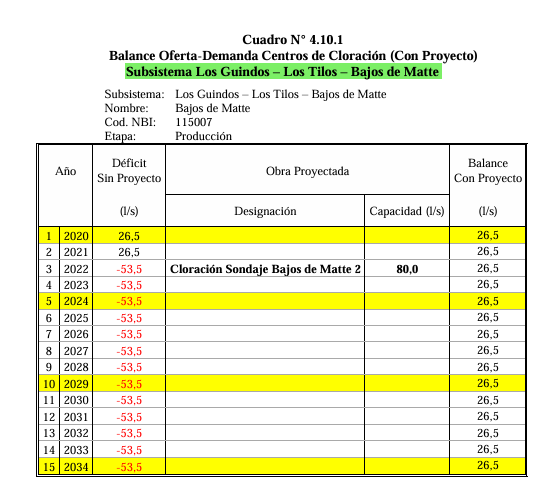 Cuadro N° 4.10.1
Balance Oferta-Demanda Centros de Cloración (Con Proyecto)
Subsistema Los Guindos – Los Tilos – Bajos de Matte
Subsistema: Los Guindos – Los Tilos – Bajos de Matte
Nombre: Bajos de Matte
Cod. NBI: 115007
Etapa: Producción
Año Déficit Sin Proyecto Obra Proyectada Balance Con Proyecto
(l/s) Designación Capacidad (l/s) (l/s)
1 2020 26,5 26,5
2 2021 26,5 26,5
3 2022 -53,5 Cloración Sondaje Bajos de Matte 2 80,0 26,5
4 2023 -53,5 26,5
5 2024 -53,5 26,5
6 2025 -53,5 26,5
7 2026 -53,5 26,5
8 2027 -53,5 26,5
9 2028 -53,5 26,5
10 2029 -53,5 26,5
11 2030 -53,5 26,5
12 2031 -53,5 26,5
13 2032 -53,5 26,5
14 2033 -53,5 26,5
15 2034 -53,5 26,5